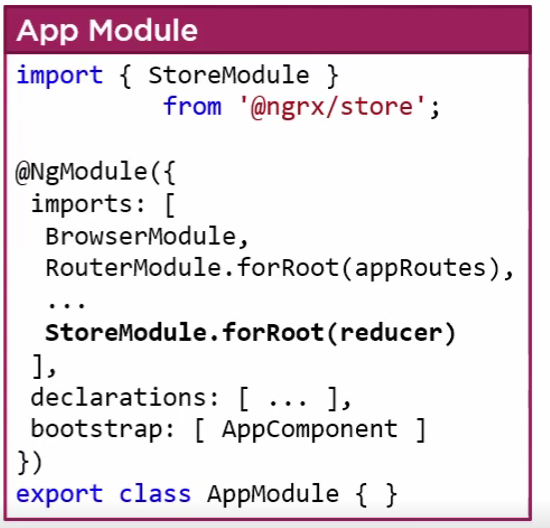 App Module
import { StoreModule }
from '@ngrx/store';
@NgModule({
imports: [
BrowserModule,
RouterModule.forRoot(appRoutes),
...
StoreModule.forRoot(reducer)
],
declarations: [ ... ],
bootstrap: [ AppComponent ]
})
export class AppModule { }